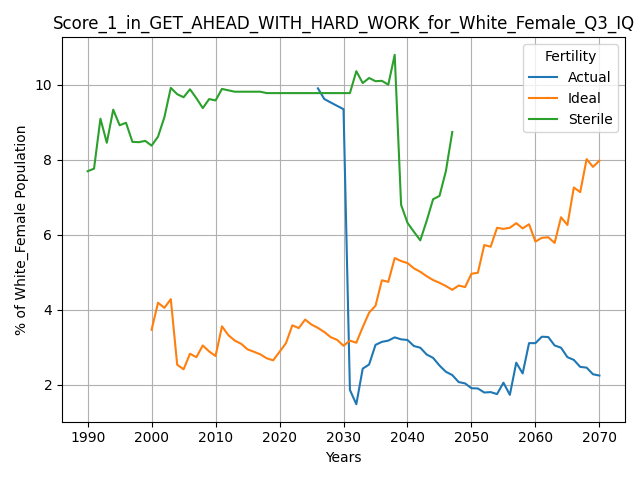 Score_1_in_GET_AHEAD_WITH_HARD_WORK_for_White_Female_Q3_IQ
Fertility
Actual
Ideal
Sterile
% of White_Female Population
10
8
6
4
2
1990 2000 2010 2020 2030 2040 2050 2060 2070
Years